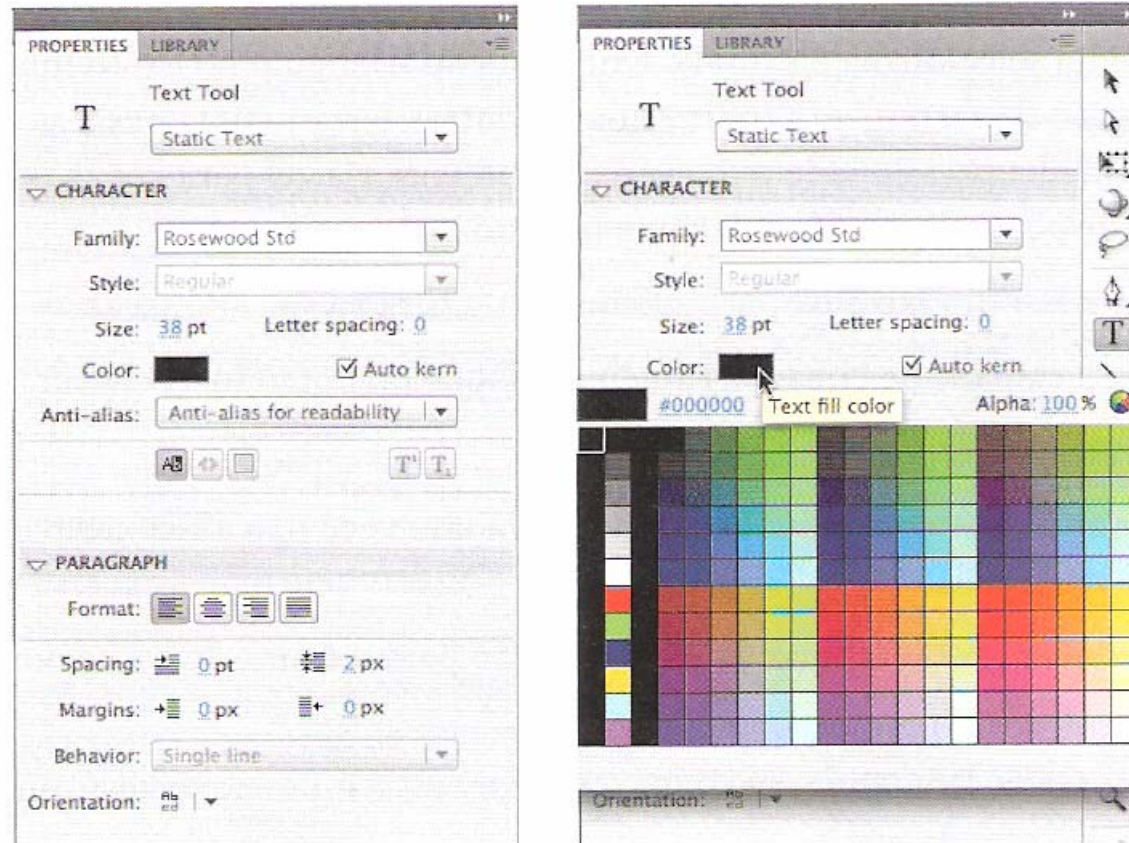 PROPERTIES LIBRARY
Text Tool
T
Static Text
CHARACTER
Family: Rosewood Std
Style: Regular
Size: 38 pt Letter spacing: 0
Color: Auto kern
Anti-alias: Anti-alias for readability
PARAGRAPH
Format:
Spacing: 0 pt 2 px
Margins: 0 px 0 px
Behavior: Single line
Orientation:
PROPERTIES LIBRARY
Text Tool
T
Static Text
CHARACTER
Family: Rosewood Std
Style: Regular
Size: 38 pt Letter spacing: 0
T
Color: Auto kern
#000000 Text fill color Alpha: 100 %
Orientation: